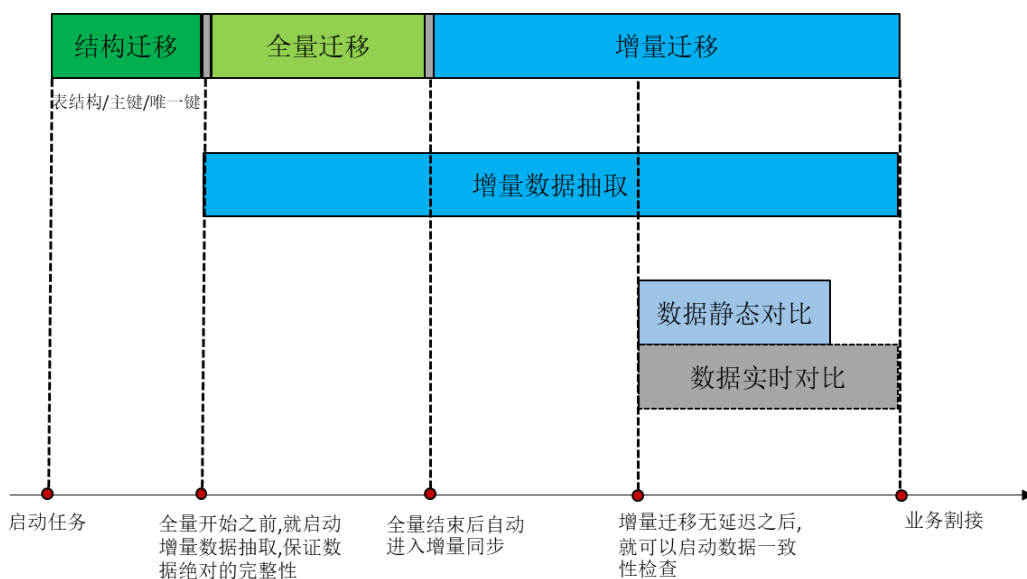 结构迁移
全量迁移
增量迁移
表结构/主键/唯一键
增量数据抽取
数据静态对比
数据实时对比
启动任务
全量开始之前,就启动
增量数据抽取,保证数
据绝对的完整性
全量结束后自动
进入增量同步
增量迁移无延迟之后,
就可以启动数据一致
性检查
业务割接